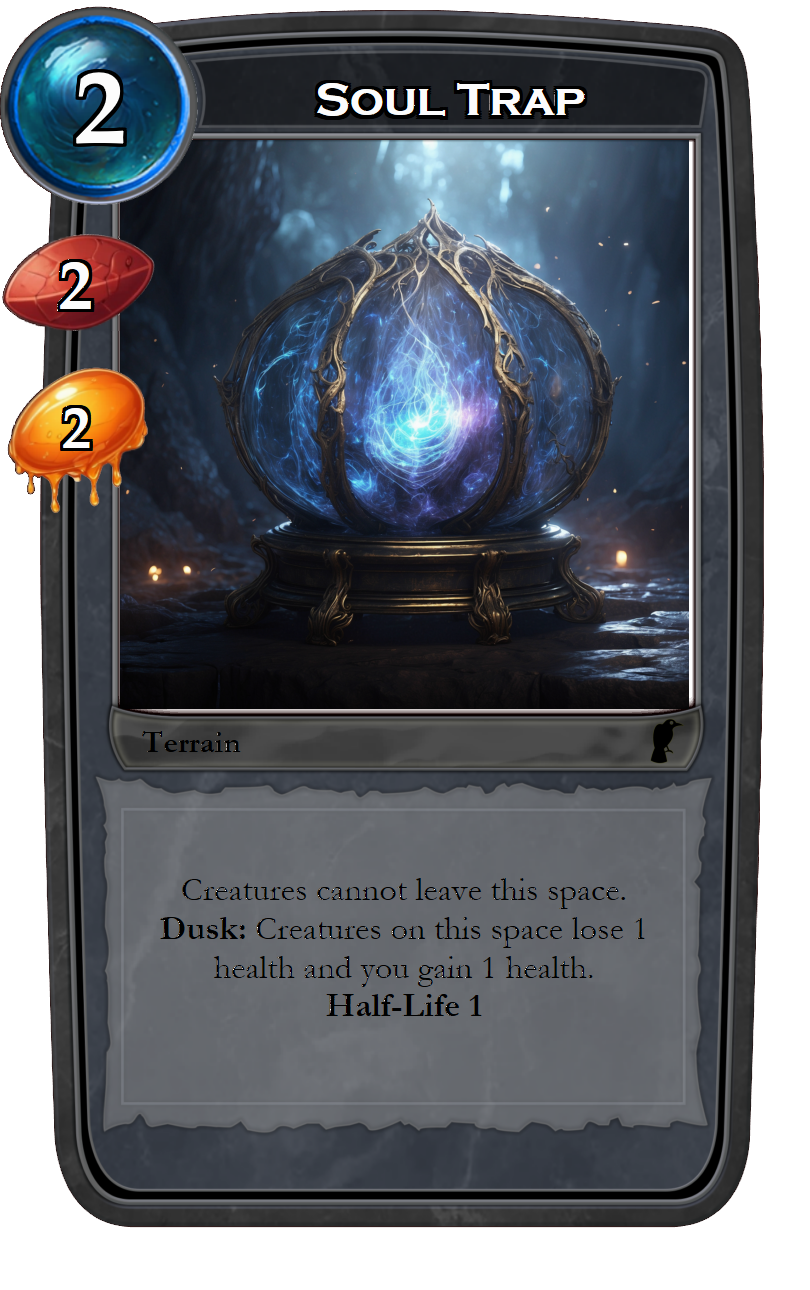 2
Soul Trap
2
2
Terrain
Creatures cannot leave this space.
Dusk: Creatures on this space lose 1
health and you gain 1 health.
Half-Life 1